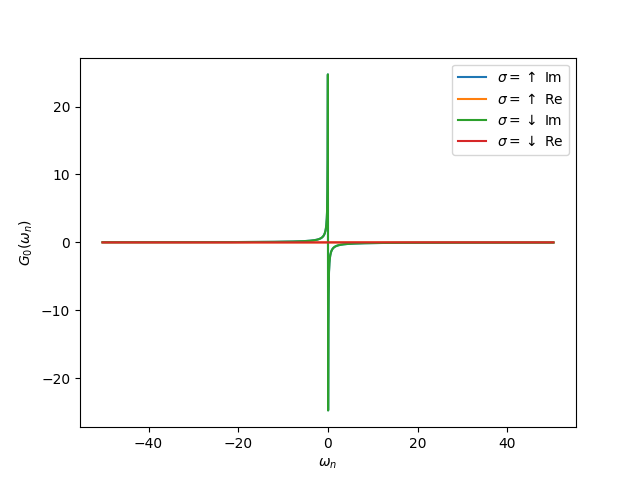 σ = ↑ Im
σ = ↑ Re
σ = ↓ Im
σ = ↓ Re
20
10
0
−10
−20
G₀(ωₙ)
−40
−20
0
20
40
ωₙ